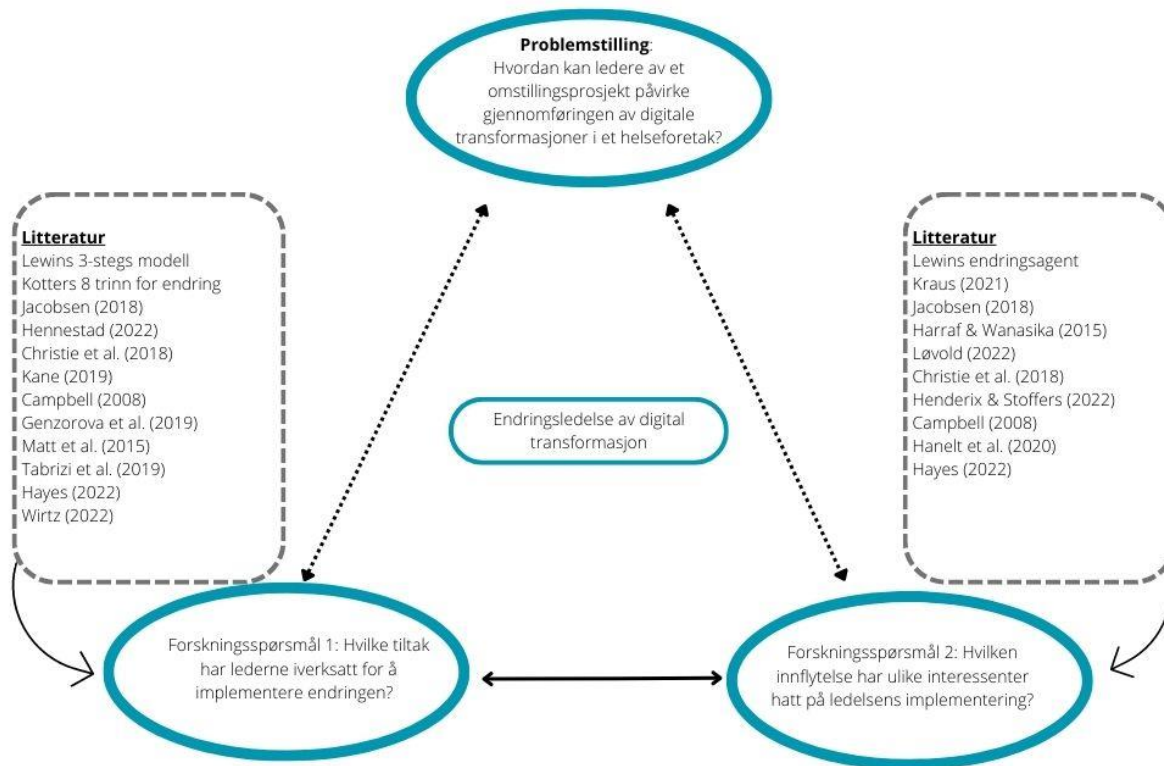 Problemstilling:
Hvordan kan ledere av et
omstillingsprosjekt påvirke
gjennomføringen av digitale
transformasjoner i et helseforetak?
Litteratur
Lewins 3-stegs modell
Kotters 8 trinn for endring
Jacobsen (2018)
Hennestad (2022)
Christie et al. (2018)
Kane (2019)
Campbell (2008)
Genzorova et al. (2019)
Matt et al. (2015)
Tabrizi et al. (2019)
Hayes (2022)
Wirtz (2022)
Litteratur
Lewins endringsagent
Kraus (2021)
Jacobsen (2018)
Harraf & Wanasika (2015)
Løvold (2022)
Christie et al. (2018)
Henderix & Stoffers (2022)
Campbell (2008)
Hanelt et al. (2020)
Hayes (2022)
Endringsledelse av digital
transformasjon
Forskningsspørsmål 1: Hvilke tiltak
har lederne iverksatt for å
implementere endringen?
Forskningsspørsmål 2: Hvilken
innflytelse har ulike interessenter
hatt på ledelsens implementering?